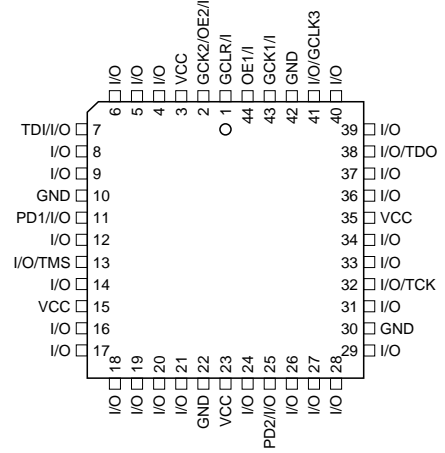 I/O
I/O
I/O
VCC
GCK2/OE2/I
GCLR/I
OE1/I
GCK1/I
GND
I/O/GCLK3
I/O
6
5
4
3
2
1
44
43
42
41
40
TDI/I/O 7
I/O 8
I/O 9
GND 10
PD1/I/O 11
I/O 12
I/O/TMS 13
I/O 14
VCC 15
I/O 16
I/O 17
39 I/O
38 I/O/TDO
37 I/O
36 I/O
35 VCC
34 I/O
33 I/O
32 I/O/TCK
31 I/O
30 GND
29 I/O
18
19
20
21
22
23
24
25
26
27
28
I/O
I/O
I/O
I/O
GND
VCC
I/O
PD2/I/O
I/O
I/O
I/O